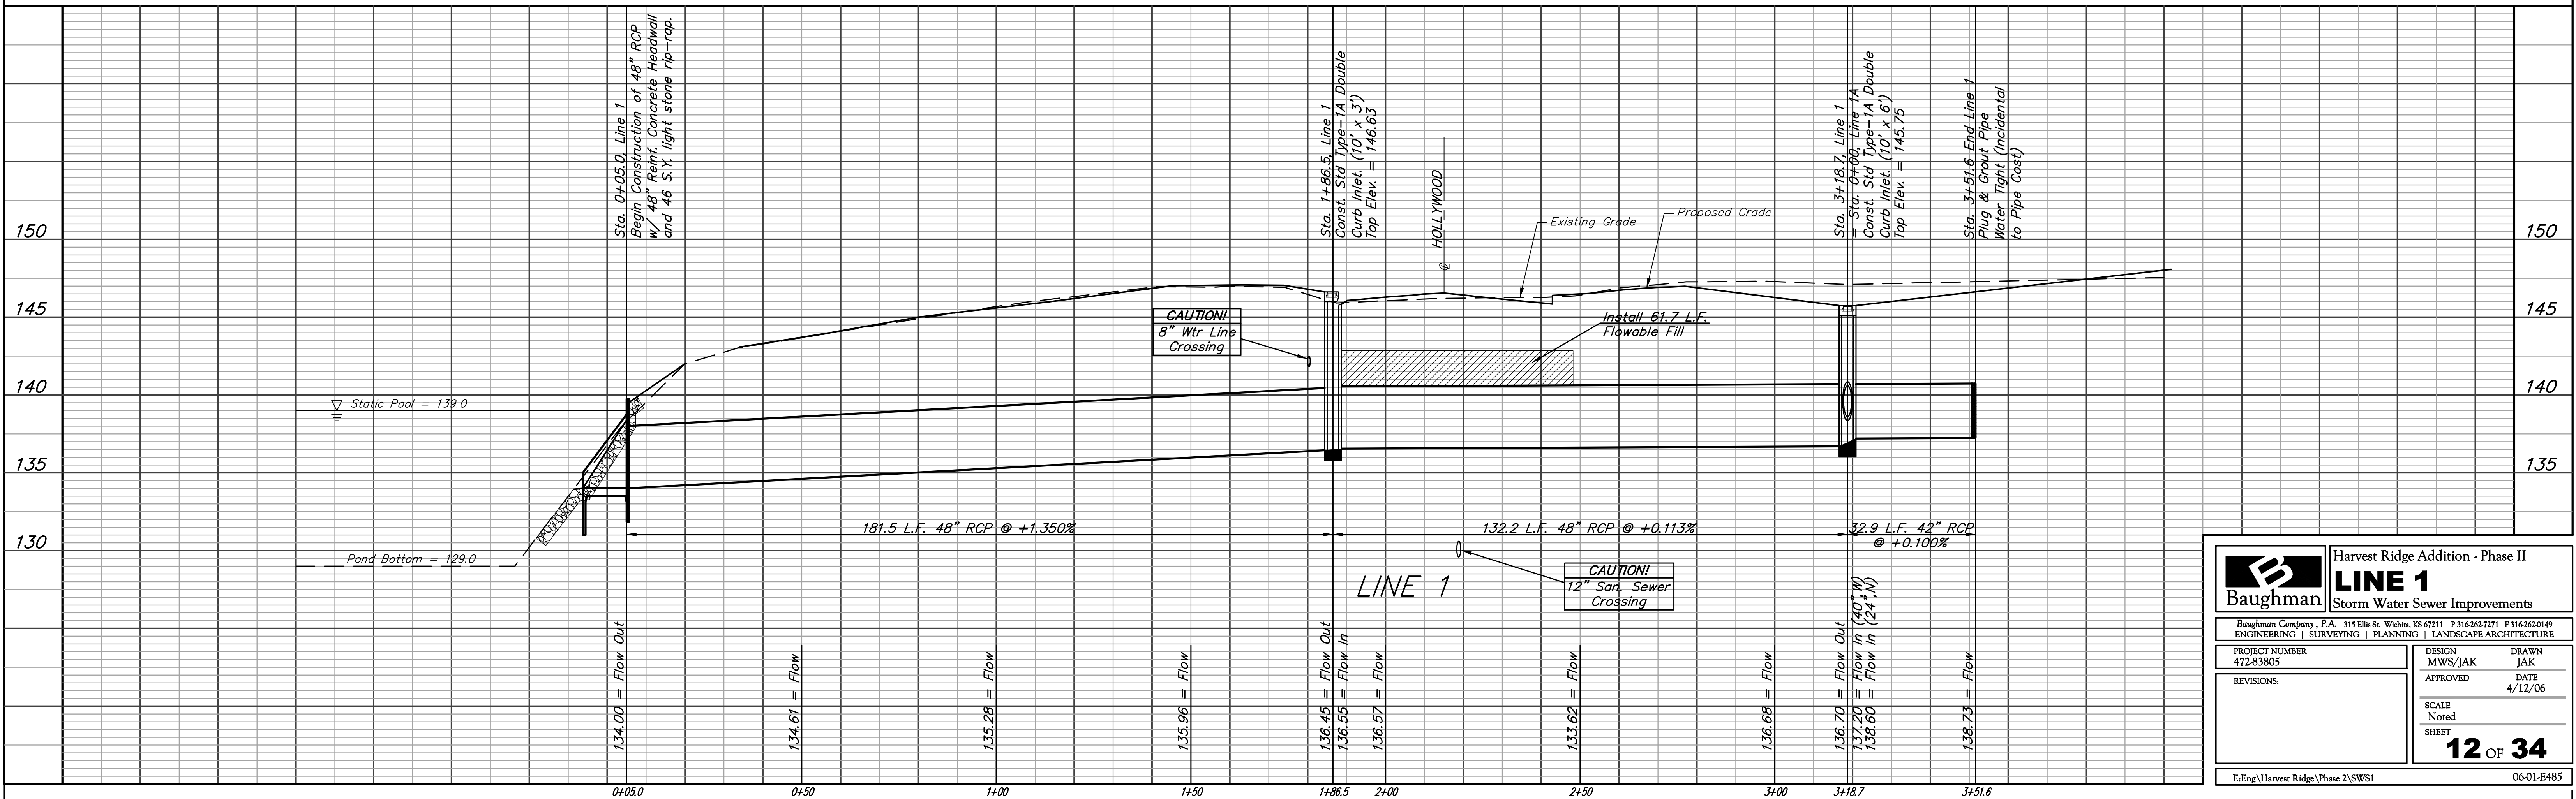 Sta. 0+05.0, Line 1
Begin Construction of 48" RCP
w/ 48" Reinf. Concrete Headwall
and 46 S.Y. light stone rip-rap.
Sta. 1+86.5, Line 1
Const. Std Type-1A Double
Curb Inlet. (10' x 3')
Top Elev. = 146.63
HOLLYWOOD
℄
Sta. 3+18.7, Line 1
= Sta. 0+00, Line 1A
Const. Std Type-1A Double
Curb Inlet. (10' x 6')
Top Elev. = 145.75
Sta. 3+51.6 End Line 1
Plug & Grout Pipe
Water Tight (Incidental
to Pipe Cost)
150
150
Existing Grade
Proposed Grade
145
145
CAUTION!
8" Wtr Line
Crossing
Install 61.7 L.F.
Flowable Fill
140
140
Static Pool = 139.0
135
135
181.5 L.F. 48" RCP @ +1.350%
132.2 L.F. 48" RCP @ +0.113%
32.9 L.F. 42" RCP
@ +0.100%
130
Pond Bottom = 129.0
LINE 1
CAUTION!
12" San. Sewer
Crossing
134.00 = Flow Out
134.61 = Flow
135.28 = Flow
135.96 = Flow
136.45 = Flow Out
136.55 = Flow In
136.57 = Flow
133.62 = Flow
136.68 = Flow
136.70 = Flow Out
137.20 = Flow In (40",W)
138.60 = Flow In (24",N)
138.73 = Flow
0+05.0
0+50
1+00
1+50
1+86.5
2+00
2+50
3+00
3+18.7
3+51.6
B
Baughman
Harvest Ridge Addition - Phase II
LINE 1
Storm Water Sewer Improvements
Baughman Company, P.A. 315 Ellis St. Wichita, KS 67211 P 316-262-7271 F 316-262-0149
ENGINEERING | SURVEYING | PLANNING | LANDSCAPE ARCHITECTURE
PROJECT NUMBER
472-83805
REVISIONS:
DESIGN
MWS/JAK
DRAWN
JAK
APPROVED
DATE
4/12/06
SCALE
Noted
SHEET
12 OF 34
E:Eng\Harvest Ridge\Phase 2\SWS1
06-01-E485